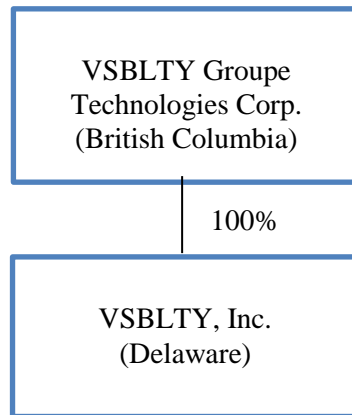 VSBLTY Groupe
Technologies Corp.
(British Columbia)
100%
VSBLTY, Inc.
(Delaware)